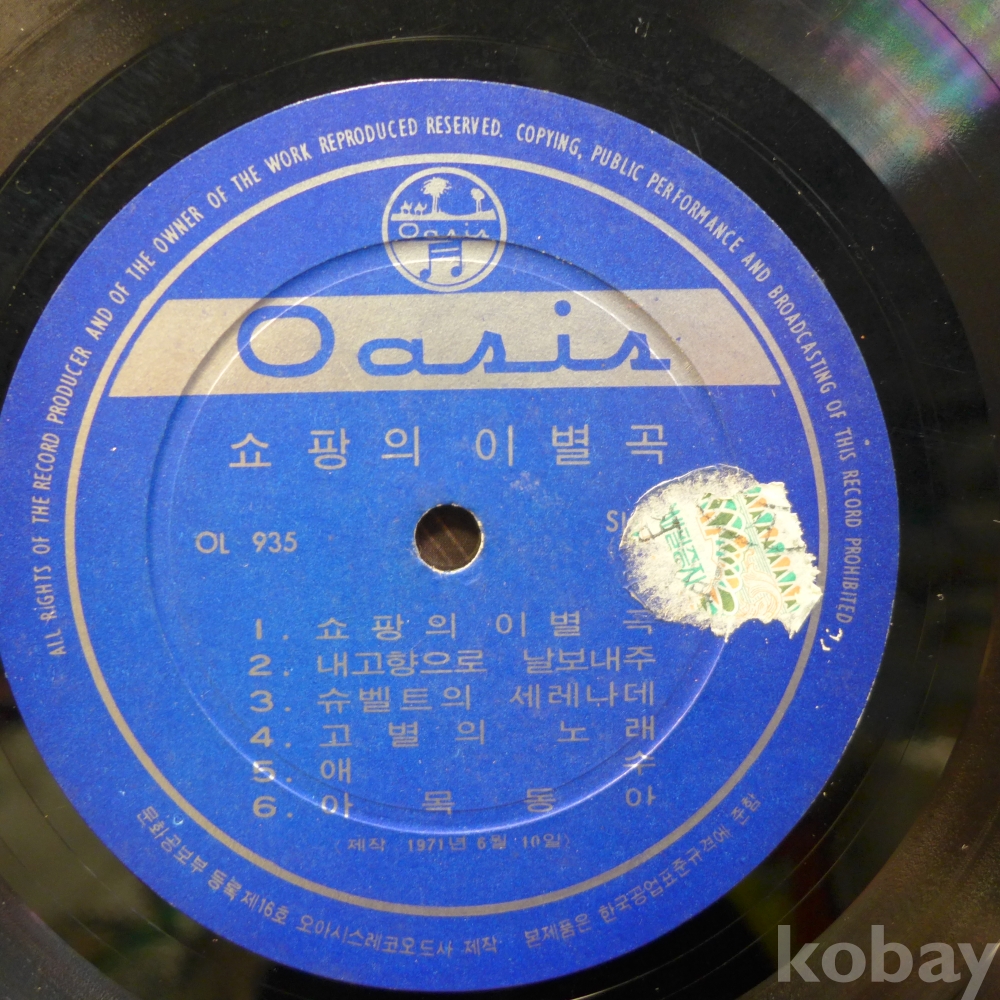 ALL RIGHTS OF THE RECORD PRODUCER AND OF THE OWNER OF THE WORK REPRODUCED RESERVED. COPYING, PUBLIC PERFORMANCE AND BROADCASTING OF THIS RECORD PROHIBITED
Oasis
Oasis
쇼팡의 이별곡
OL 935
1. 쇼팡의 이별곡
2. 내고향으로 날보내주
3. 슈벨트의 세레나데
4. 고별의 노래
5. 애수
6. 아목동아
(제작 1971년 6월 10일)
문화공보부 등록 제16호 오아시스레코오드사 제작 본제품은 한국공업표준규격에 준함
kobay